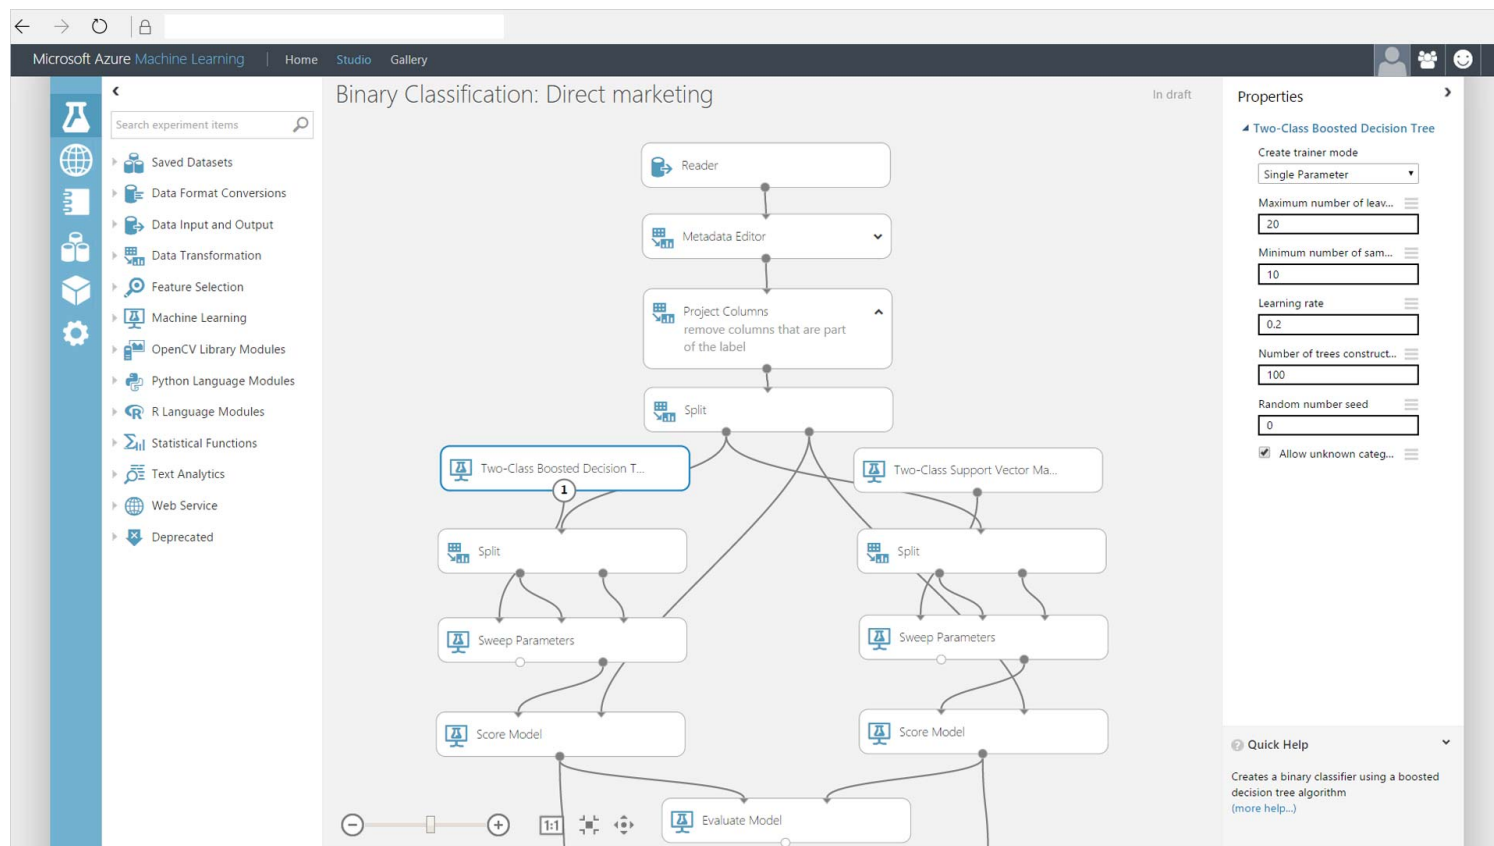 Microsoft Azure Machine Learning | Home Studio Gallery
Binary Classification: Direct marketing
In draft
Search experiment items
Saved Datasets
Data Format Conversions
Data Input and Output
Data Transformation
Feature Selection
Machine Learning
OpenCV Library Modules
Python Language Modules
R Language Modules
Statistical Functions
Text Analytics
Web Service
Deprecated
Reader
Metadata Editor
Project Columns
remove columns that are part
of the label
Split
Two-Class Boosted Decision T...
1
Two-Class Support Vector Ma...
Split
Split
Sweep Parameters
Sweep Parameters
Score Model
Score Model
Evaluate Model
1:1
Properties
Two-Class Boosted Decision Tree
Create trainer mode
Single Parameter
Maximum number of leav...
20
Minimum number of sam...
10
Learning rate
0.2
Number of trees construct...
100
Random number seed
0
Allow unknown categ...
Quick Help
Creates a binary classifier using a boosted
decision tree algorithm
(more help...)